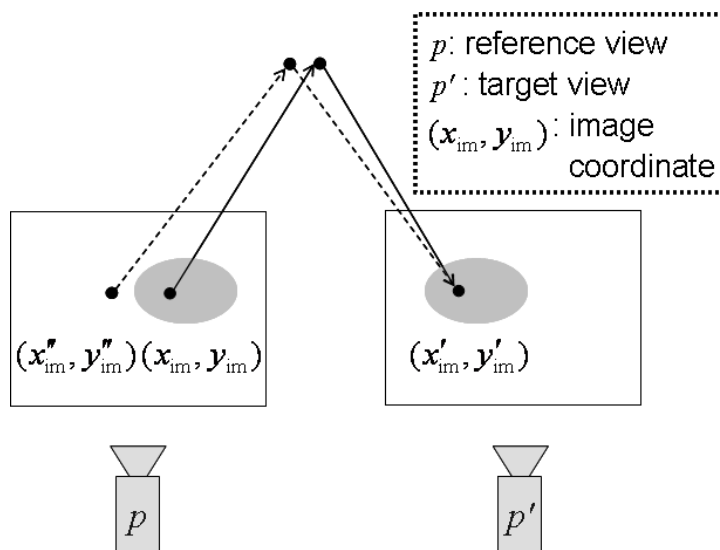 p: reference view
p′: target view
(x_im, y_im): image
coordinate
(x″_im, y″_im)(x_im, y_im)
(x′_im, y′_im)
p
p′